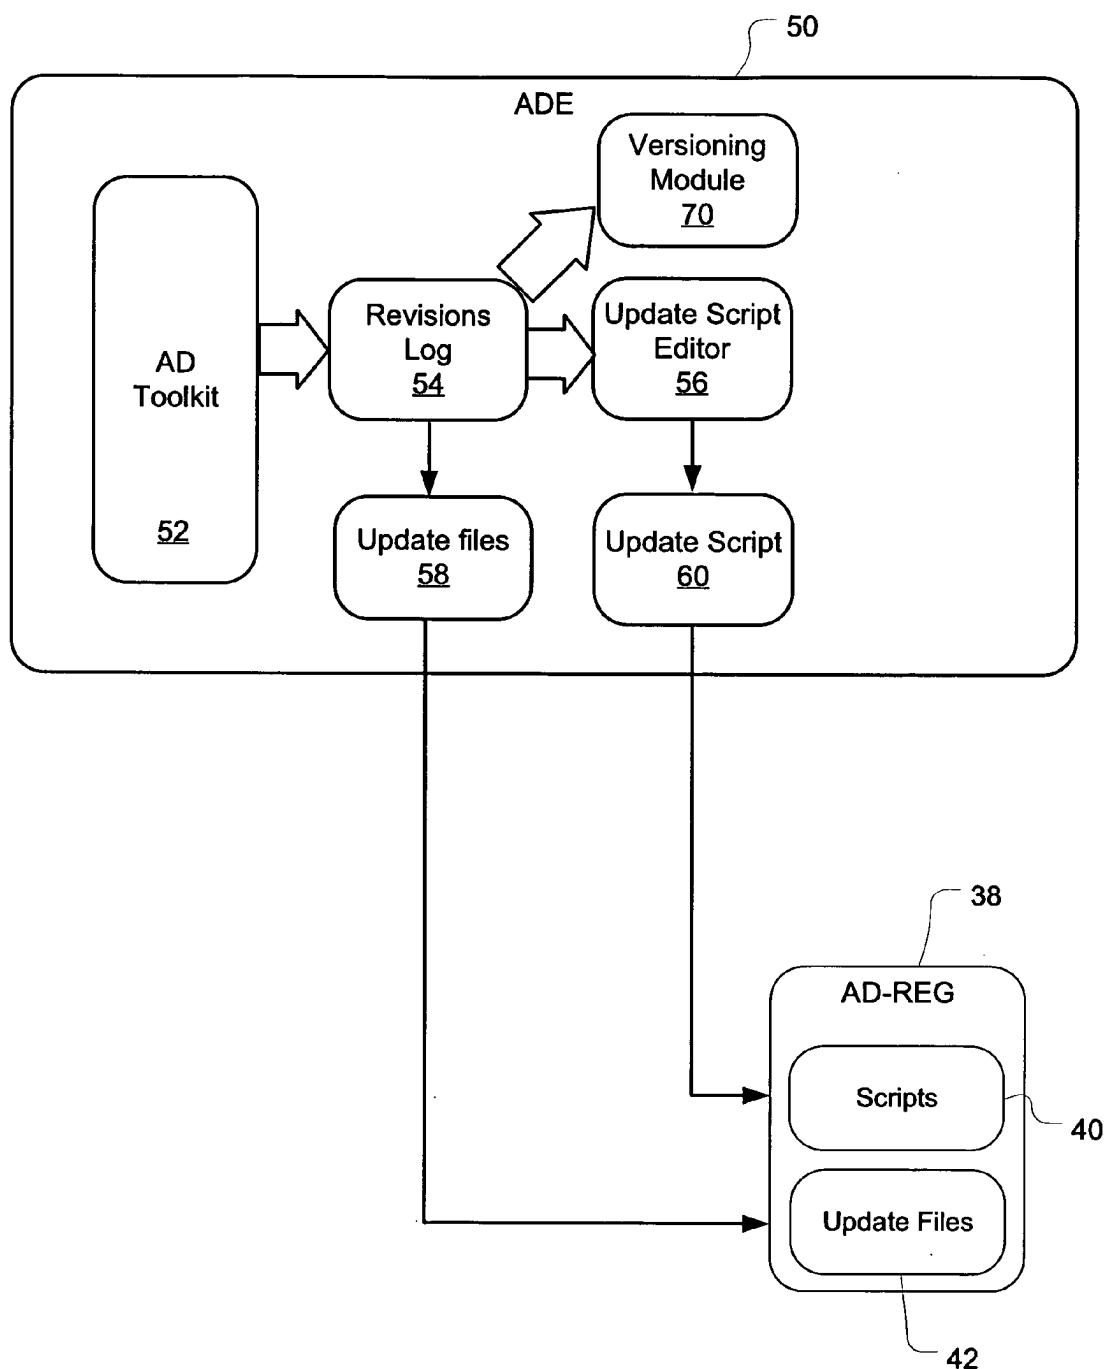 50
ADE
Versioning
Module
70
AD
Toolkit
52
Revisions
Log
54
Update Script
Editor
56
Update files
58
Update Script
60
38
AD-REG
Scripts
40
Update Files
42